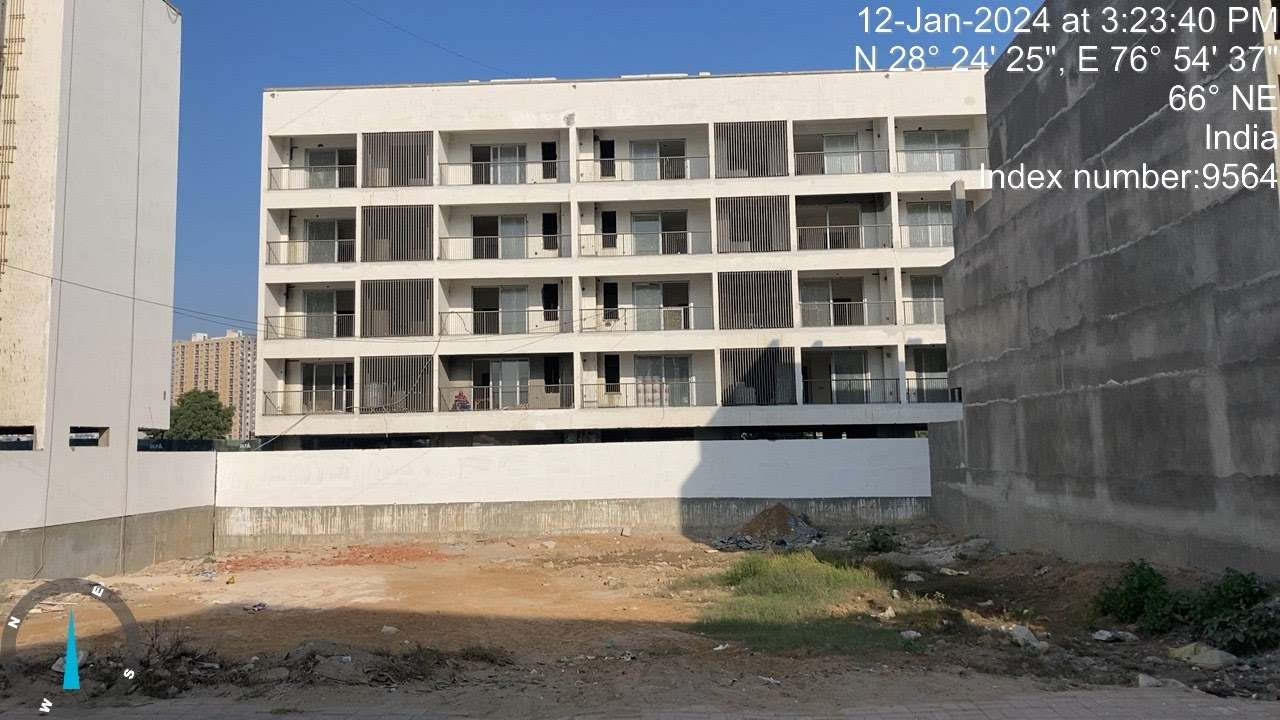 12-Jan-2024 at 3:23:40 PM
N 28° 24' 25", E 76° 54' 37"
66° NE
India
Index number:9564
N
E
S
W